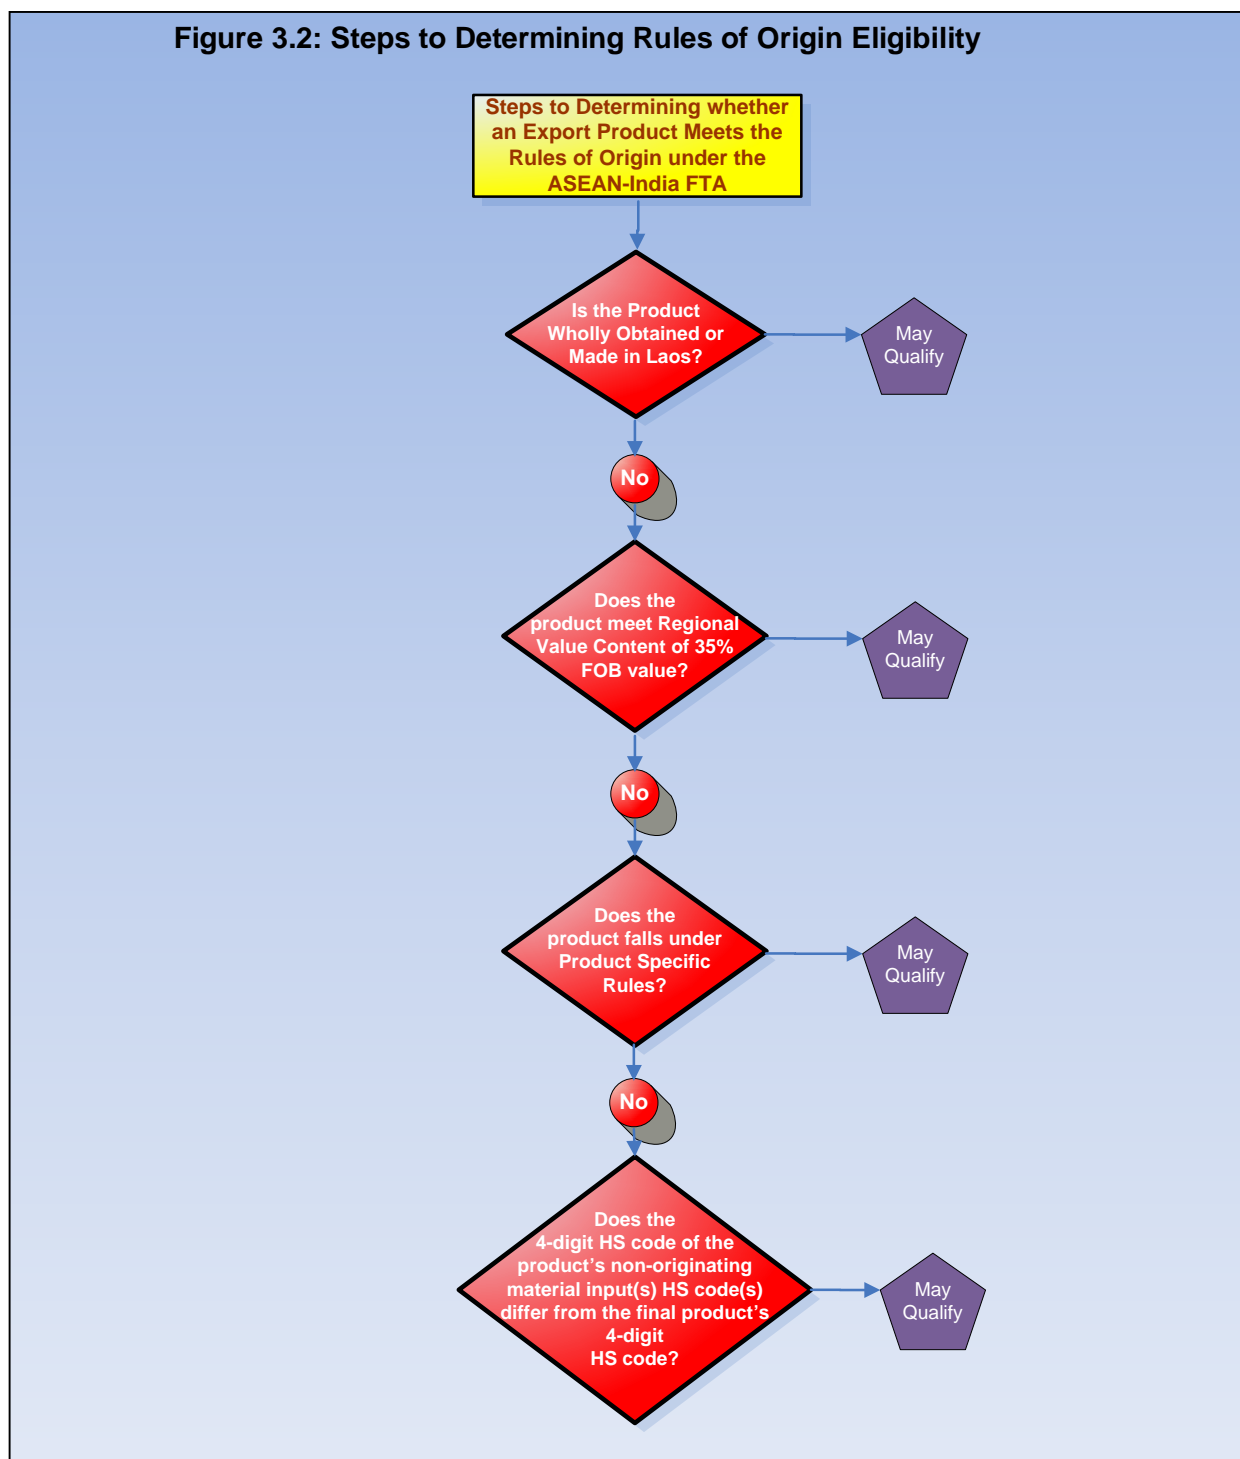 Figure 3.2: Steps to Determining Rules of Origin Eligibility
Steps to Determining whether
an Export Product Meets the
Rules of Origin under the
ASEAN-India FTA
Is the Product
Wholly Obtained or
Made in Laos?
May
Qualify
No
Does the
product meet Regional
Value Content of 35%
FOB value?
May
Qualify
No
Does the
product falls under
Product Specific
Rules?
May
Qualify
No
Does the
4-digit HS code of the
product’s non-originating
material input(s) HS code(s)
differ from the final product’s
4-digit
HS code?
May
Qualify